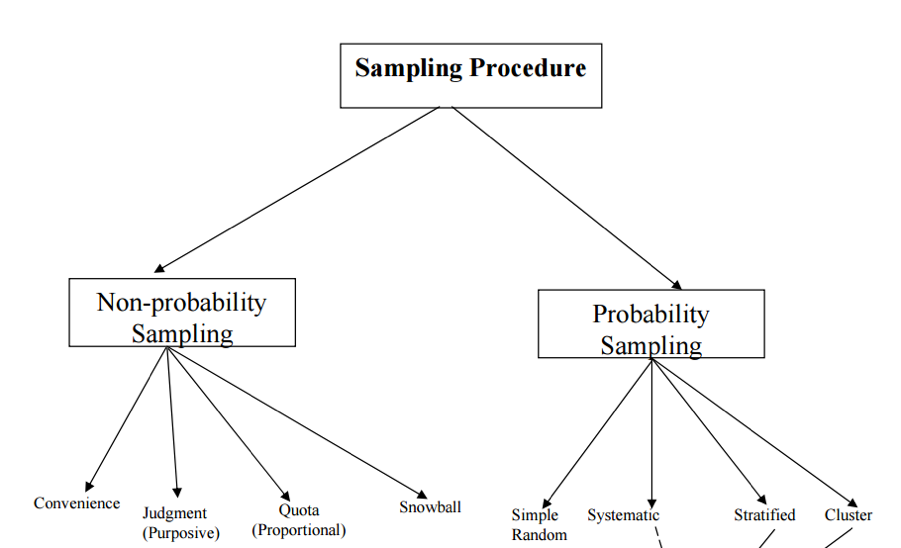 Sampling Procedure
Non-probability
Sampling
Probability
Sampling
Convenience
Judgment
(Purposive)
Quota
(Proportional)
Snowball
Simple
Random
Systematic
Stratified
Cluster